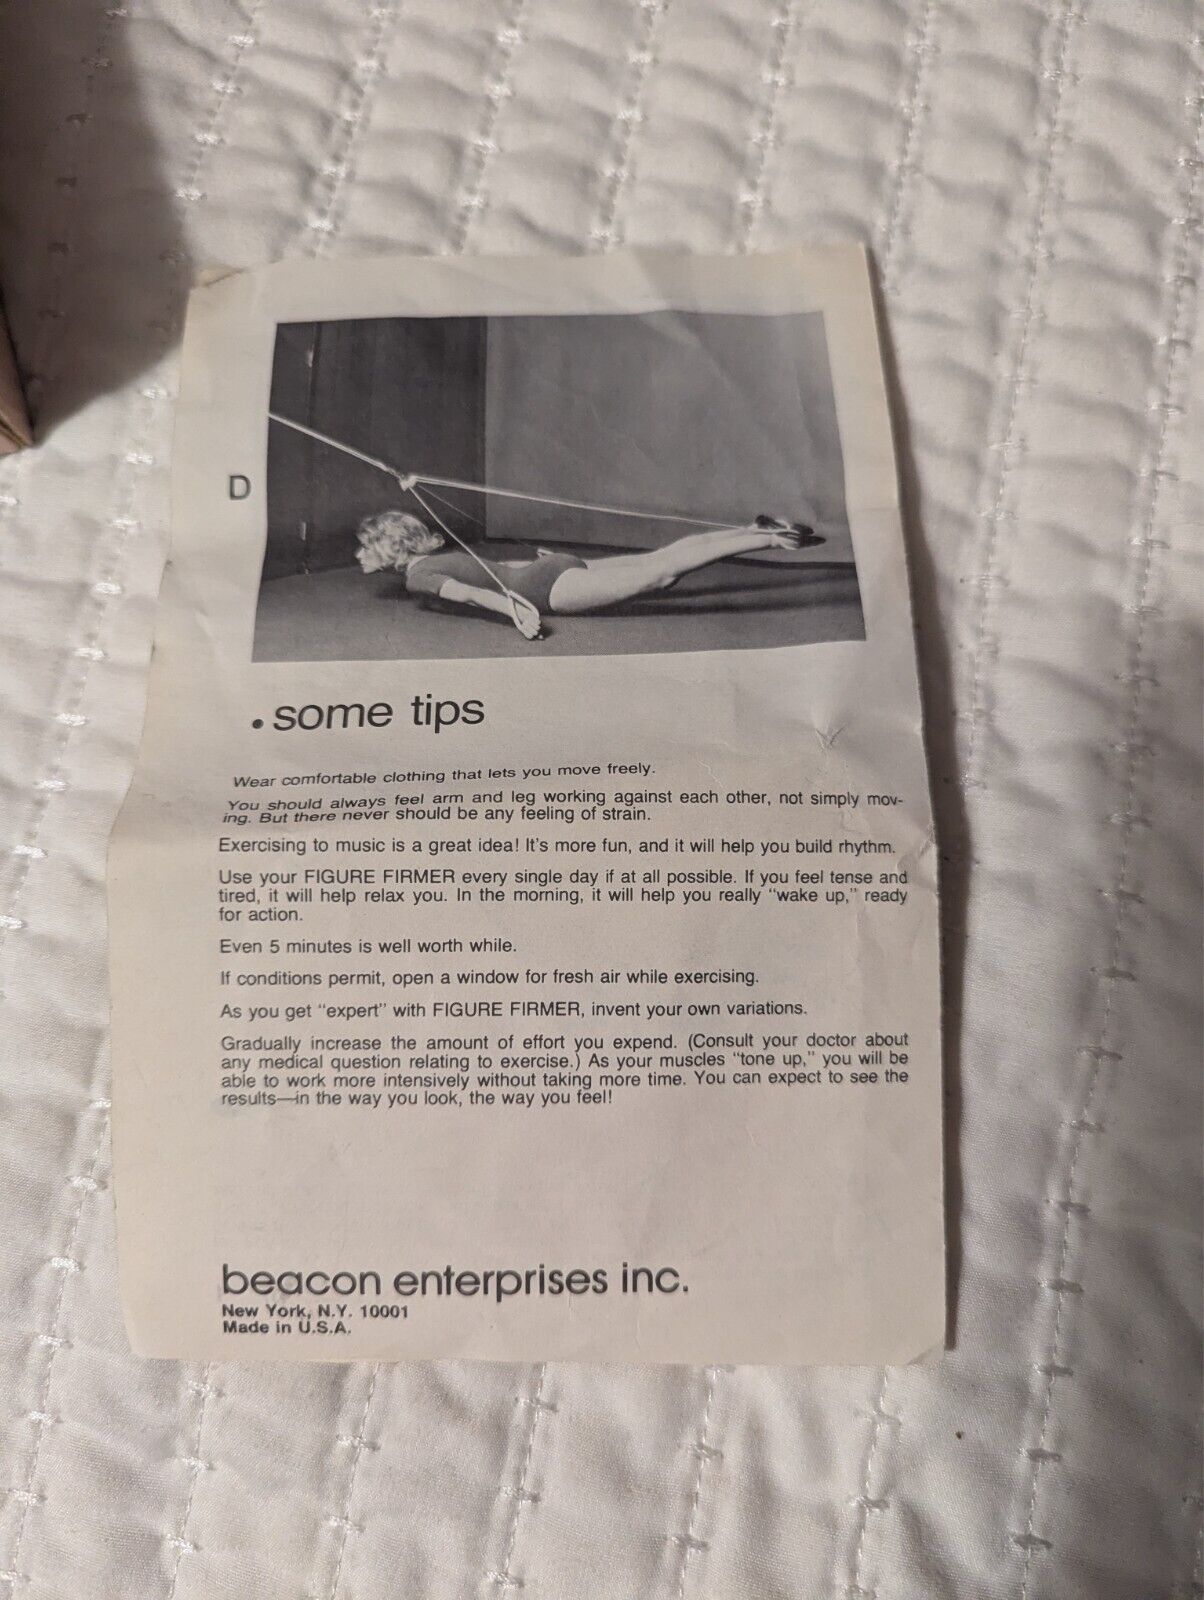 D
• some tips
Wear comfortable clothing that lets you move freely.
You should always feel arm and leg working against each other, not simply mov-
ing. But there never should be any feeling of strain.
Exercising to music is a great idea! It's more fun, and it will help you build rhythm.
Use your FIGURE FIRMER every single day if at all possible. If you feel tense and
tired, it will help relax you. In the morning, it will help you really "wake up," ready
for action.
Even 5 minutes is well worth while.
If conditions permit, open a window for fresh air while exercising.
As you get "expert" with FIGURE FIRMER, invent your own variations.
Gradually increase the amount of effort you expend. (Consult your doctor about
any medical question relating to exercise.) As your muscles "tone up," you will be
able to work more intensively without taking more time. You can expect to see the
results—in the way you look, the way you feel!
beacon enterprises inc.
New York, N.Y. 10001
Made in U.S.A.